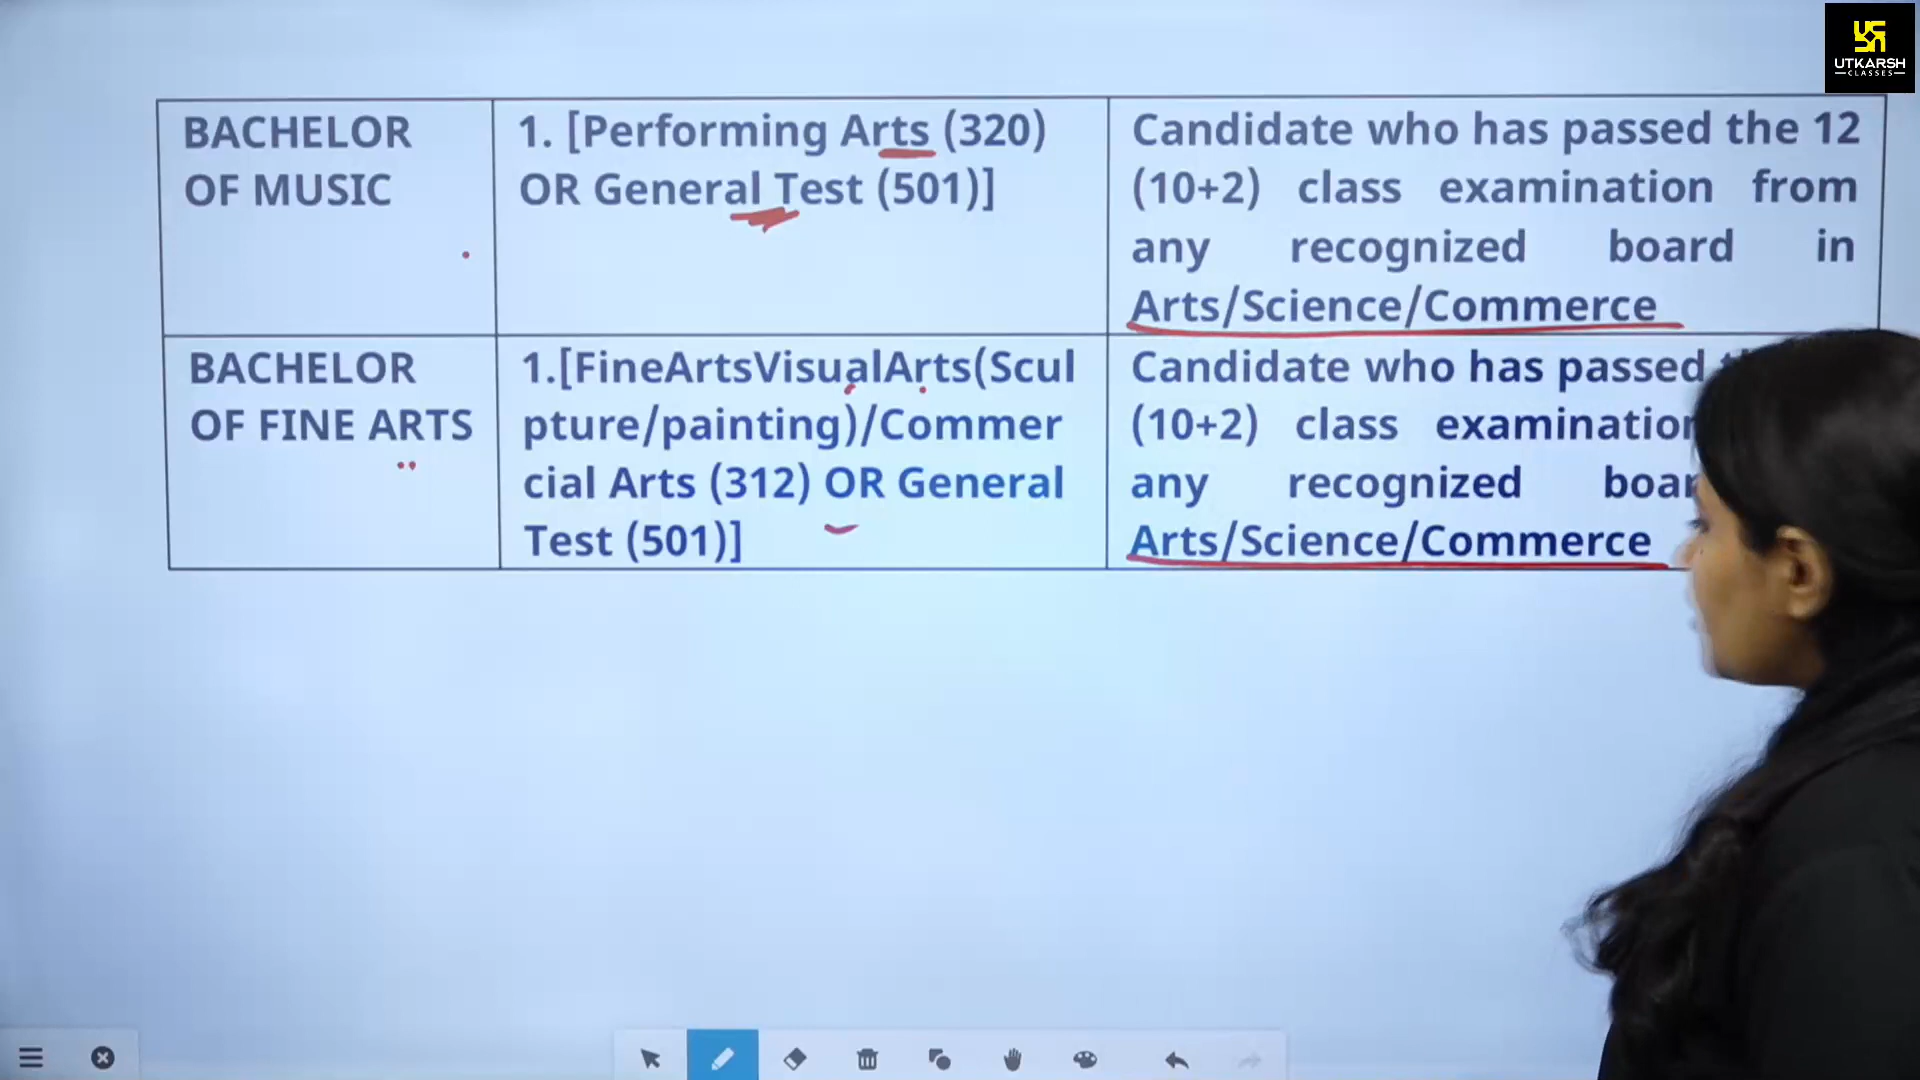 UTKARSH
CLASSES
BACHELOR
OF MUSIC
1. [Performing Arts (320)
OR General Test (501)]
Candidate who has passed the 12
(10+2) class examination from
any recognized board in
Arts/Science/Commerce
BACHELOR
OF FINE ARTS
1.[FineArtsVisualArts(Scul
pture/painting)/Commer
cial Arts (312) OR General
Test (501)]
Candidate who has passed
(10+2) class
any recognized
Arts/Science/Commerce